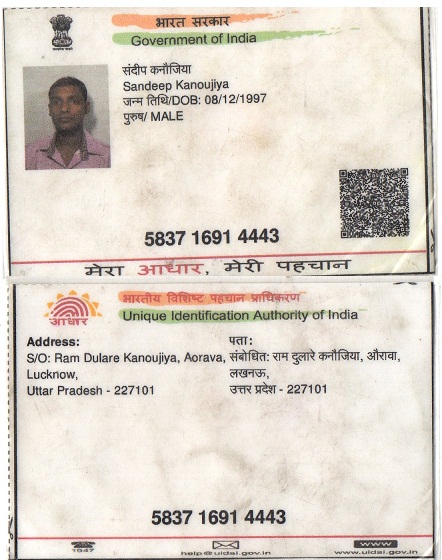 भारत सरकार
Government of India
संदीप कनौजिया
Sandeep Kanoujiya
जन्म तिथि/DOB: 08/12/1997
पुरुष/ MALE
5837 1691 4443
मेरा आधार, मेरी पहचान
आधार
भारतीय विशिष्ट पहचान प्राधिकरण
Unique Identification Authority of India
Address:
S/O: Ram Dulare Kanoujiya, Aorava,
Lucknow,
Uttar Pradesh - 227101
पता:
संबोधित: राम दुलारे कनौजिया, औरावा,
लखनऊ,
उत्तर प्रदेश - 227101
5837 1691 4443
1947
help@uidai.gov.in
www
www.uidai.gov.in